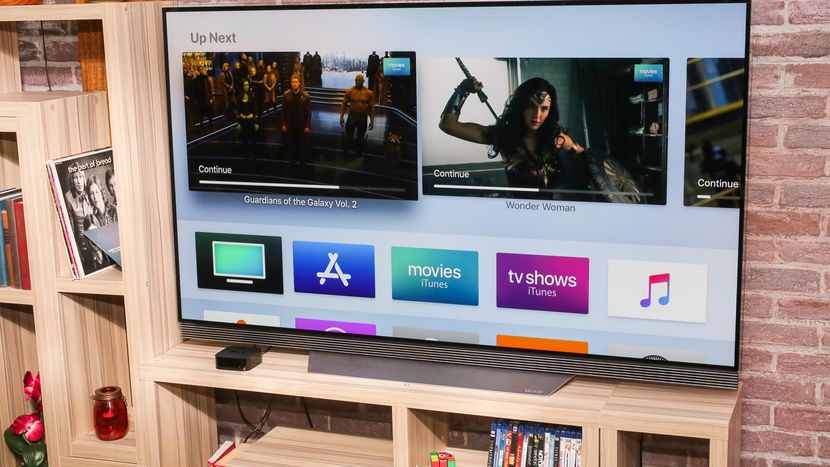 Up Next
movies
movies
Continue
Continue
Continue
Guardians of the Galaxy Vol. 2
Wonder Woman
movies
iTunes
tv shows
iTunes
the best of bread